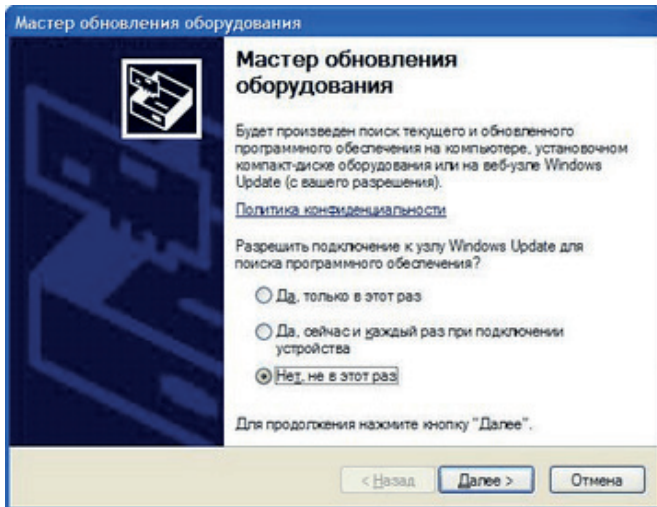 Мастер обновления оборудования
Мастер обновления
оборудования
Будет произведен поиск текущего и обновленного
программного обеспечения на компьютере, установочном
компакт-диске оборудования или на веб-узле Windows
Update (с вашего разрешения).
Политика конфиденциальности
Разрешить подключение к узлу Windows Update для
поиска программного обеспечения?
Да, только в этот раз
Да, сейчас и каждый раз при подключении
устройства
Нет, не в этот раз
Для продолжения нажмите кнопку "Далее".
< Назад Далее > Отмена